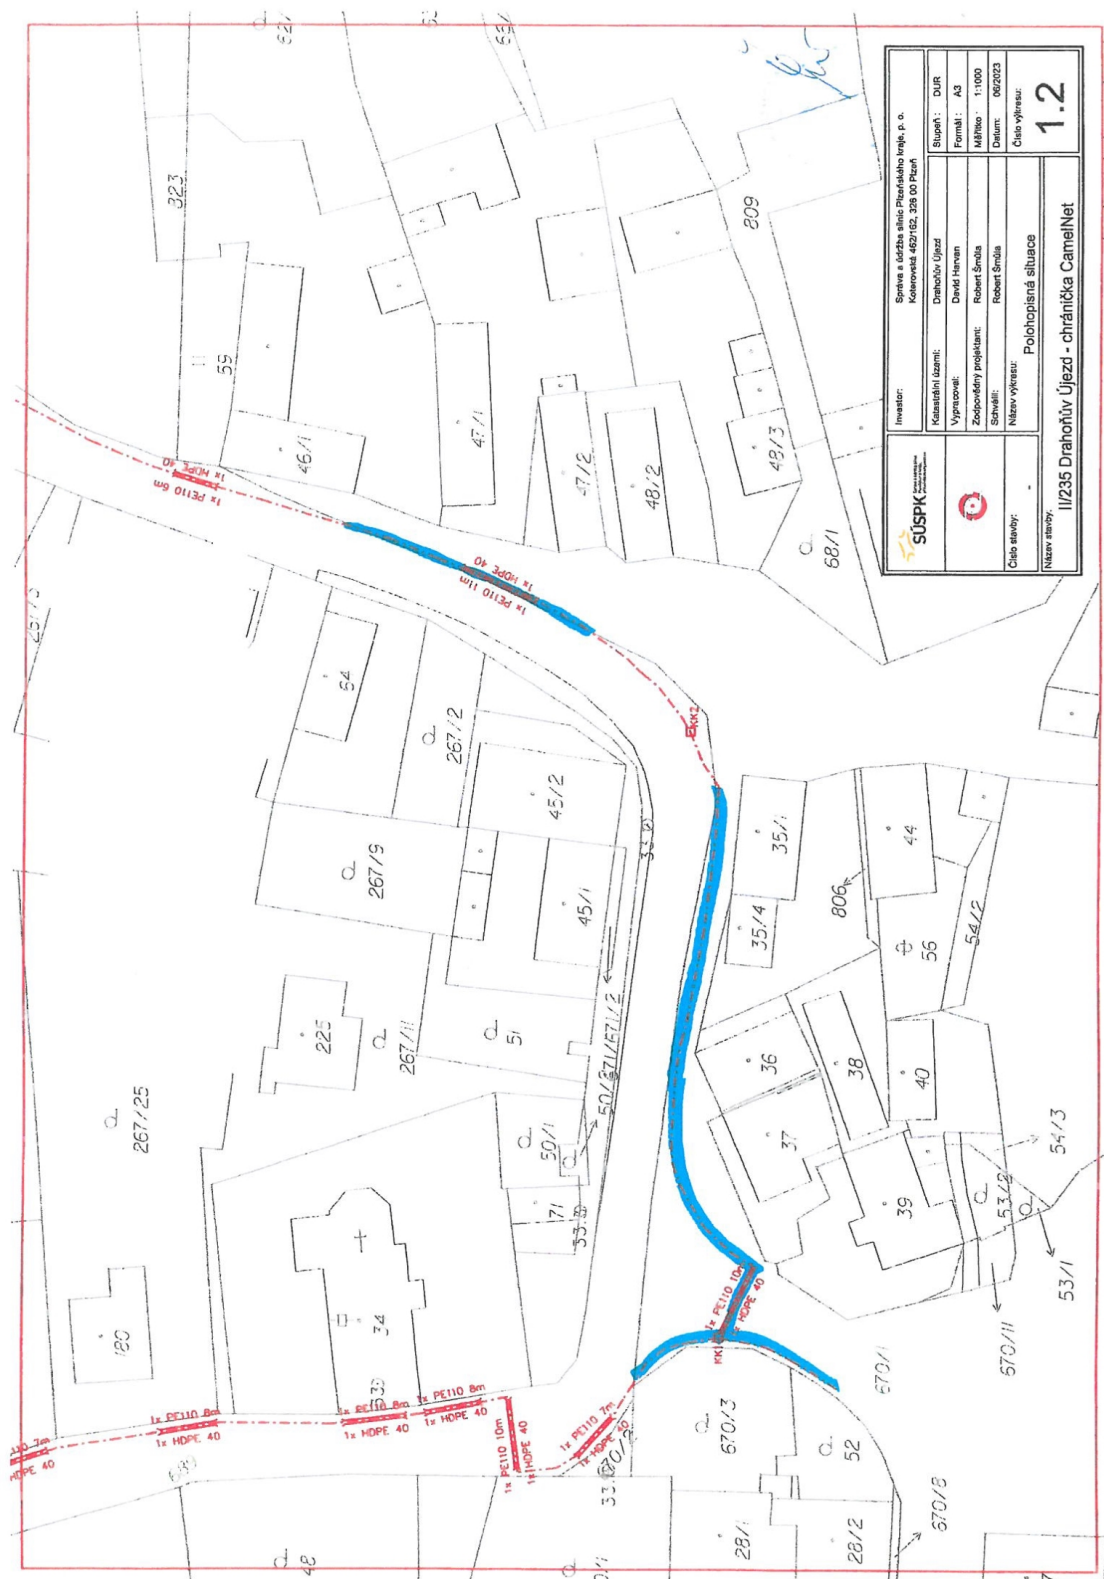 SÚSPK
Investor:
Správa a údržba silnic Plzeňského kraje, p. o.
Koterovská 462/162, 326 00 Plzeň
Katastrální území:
Drahoňův Újezd
Stupeň :
DUR
Vypracoval:
David Harvan
Formát :
A3
Zodpovědný projektant:
Robert Šmůla
Měřítko :
1:1000
Schválil:
Robert Šmůla
Datum:
06/2023
Číslo stavby:
-
Název výkresu:
Polohopisná situace
Číslo výkresu:
1.2
Název stavby:
II/235 Drahoňův Újezd - chránička CamelNet
323
59
46/1
47/1
47/2
48/2
48/3
809
68/1
1x PE110 6m
1x HDPE 40
1x PE110 11m
1x HDPE 40
64
267/2
45/2
267/9
45/1
KK2
35/1
35/4
44
806
56
54/2
225
267/11
51
267/25
50/1
71
36
37
38
39
40
54/3
53/2
53/1
670/11
180
34
1x PE110 10m
1x HDPE 40
KK1
670/1
670/3
52
670/8
28/1
28/2
1x PE110 8m
1x HDPE 40
1x PE110 8m
1x HDPE 40
1x PE110 8m
1x HDPE 40
1x PE110 10m
1x HDPE 40
1x PE110 7m
1x HDPE 40
HDPE 40
48